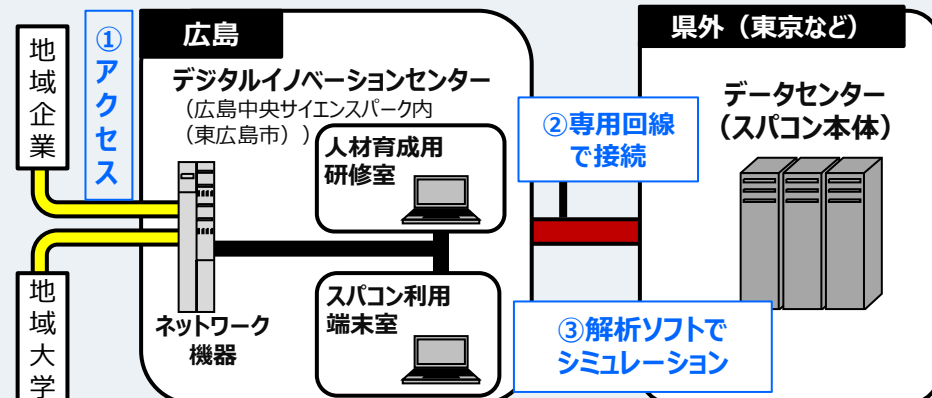 地域企業
①アクセス
広島
デジタルイノベーションセンター
（広島中央サイエンスパーク内
（東広島市））
人材育成用
研修室
スパコン利用
端末室
ネットワーク
機器
地域大学
②専用回線
で接続
③解析ソフトで
シミュレーション
県外（東京など）
データセンター
（スパコン本体）